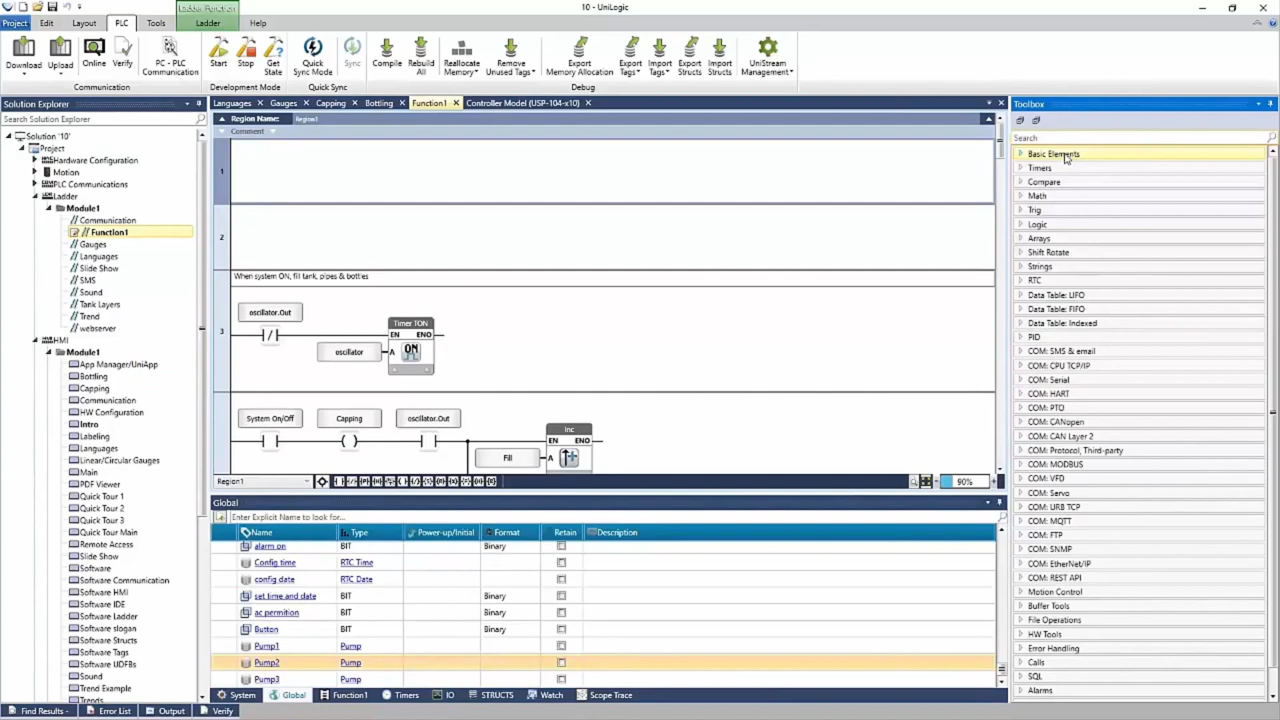 10 - UniLogic
Ladder Function
Project Edit Layout PLC Tools Ladder Help
Download Upload Online Verify PC - PLC Communication Start Stop Get State Quick Sync Mode Sync Compile Rebuild All Reallocate Memory Remove Unused Tags Export Memory Allocation Export Tags Import Tags Export Structs Import Structs UniStream Management
Communication Development Mode Quick Sync Debug
Solution Explorer
Search Solution Explorer
Solution '10'
Project
Hardware Configuration
Motion
PLC Communications
Ladder
Module1
Communication
Function1
Gauges
Languages
Slide Show
SMS
Sound
Tank Layers
Trend
webserver
HMI
Module1
App Manager/UniApp
Bottling
Capping
Communication
HW Configuration
Intro
Labeling
Languages
Linear/Circular Gauges
Main
PDF Viewer
Quick Tour 1
Quick Tour 2
Quick Tour 3
Quick Tour Main
Remote Access
Slide Show
Software
Software Communication
Software HMI
Software IDE
Software Ladder
Software slogan
Software Structs
Software Tags
Software UDFBs
Sound
Trend Example
Trends
Languages Gauges Capping Bottling Function1 Controller Model (USP-104-x10)
Region Name: Region1
Comment
1
2
When system ON, fill tank, pipes & bottles
3
oscillator.Out
Timer TON
EN ENO
oscillator A ON
System On/Off Capping oscillator.Out
Inc
EN ENO
Fill A
Region1 90%
Global
Enter Explicit Name to look for...
Name Type Power-up/Initial Format Retain Description
alarm on BIT Binary
Config time RTC Time
config date RTC Date
set time and date BIT Binary
ac permition BIT Binary
Button BIT Binary
Pump1 Pump
Pump2 Pump
Pump3 Pump
System Global Function1 Timers IO STRUCTS Watch Scope Trace
Toolbox
Search
Basic Elements
Timers
Compare
Math
Trig
Logic
Arrays
Shift Rotate
Strings
RTC
Data Table: LIFO
Data Table: FIFO
Data Table: Indexed
PID
COM: SMS & email
COM: CPU TCP/IP
COM: Serial
COM: HART
COM: PTO
COM: CANopen
COM: CAN Layer 2
COM: Protocol, Third-party
COM: MODBUS
COM: VFD
COM: Servo
COM: URB TCP
COM: MQTT
COM: FTP
COM: SNMP
COM: EtherNet/IP
COM: REST API
Motion Control
Buffer Tools
File Operations
HW Tools
Error Handling
Calls
SQL
Alarms
Find Results Error List Output Verify